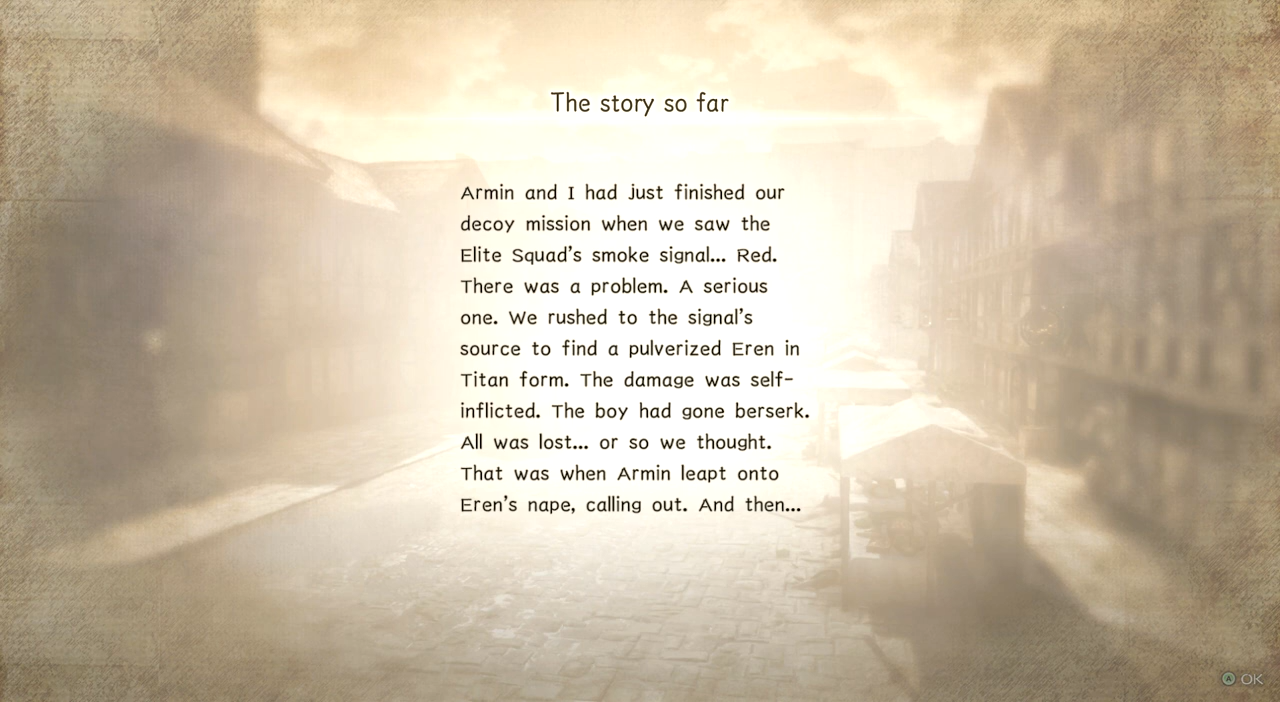 The story so far
Armin and I had just finished our
decoy mission when we saw the
Elite Squad's smoke signal... Red.
There was a problem. A serious
one. We rushed to the signal's
source to find a pulverized Eren in
Titan form. The damage was self-
inflicted. The boy had gone berserk.
All was lost... or so we thought.
That was when Armin leapt onto
Eren's nape, calling out. And then...
A OK